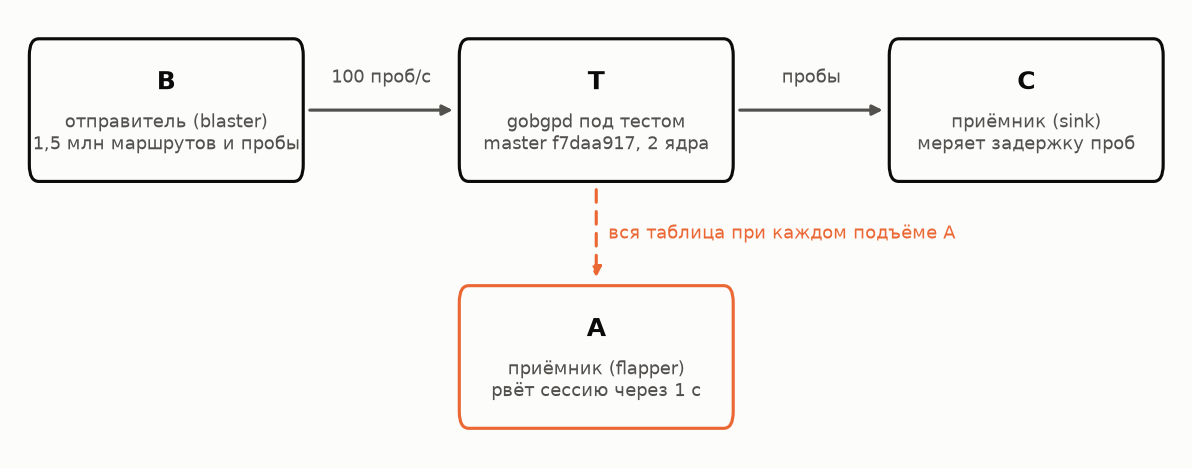 B
отправитель (blaster)
1,5 млн маршрутов и пробы
100 проб/с
T
gobgpd под тестом
master f7daa917, 2 ядра
пробы
C
приёмник (sink)
меряет задержку проб
вся таблица при каждом подъёме A
A
приёмник (flapper)
рвёт сессию через 1 с